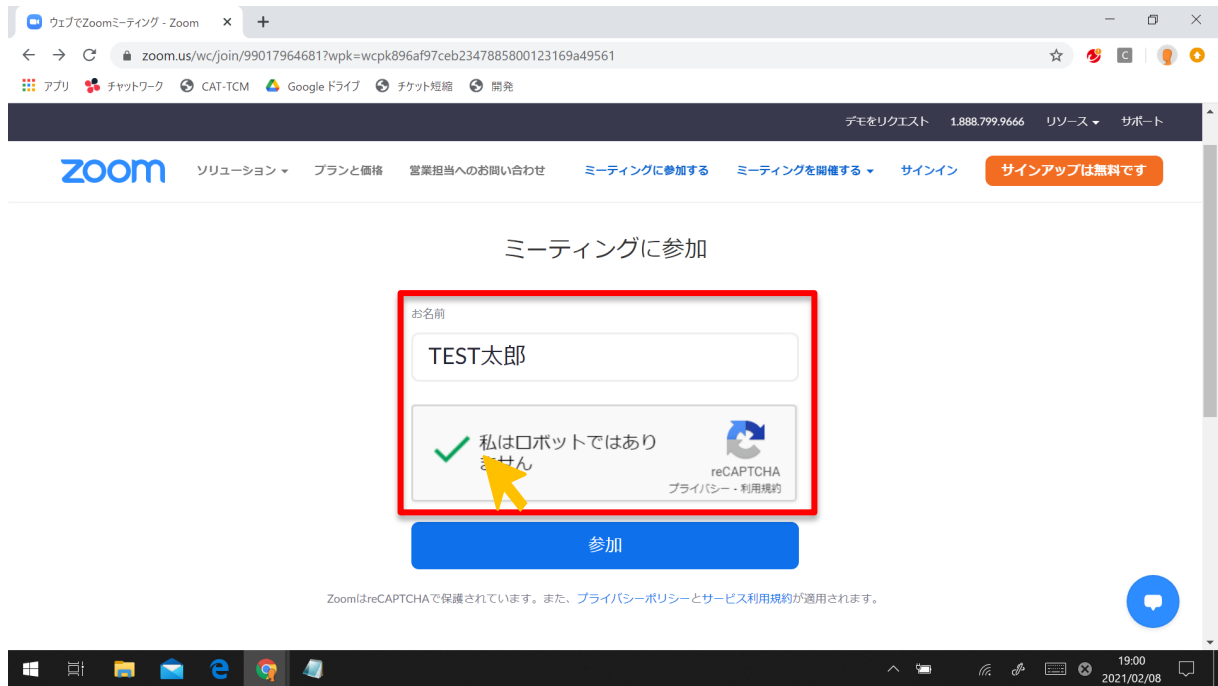 ウェブでZoomミーティング - Zoom
zoom.us/wc/join/99017964681?wpk=wcpk896af97ceb2347885800123169a49561
C
アプリ チャットワーク CAT-TCM Google ドライブ チケット短縮 開発
デモをリクエスト 1.888.799.9666 リソース サポート
zoom ソリューション プランと価格 営業担当へのお問い合わせ ミーティングに参加する ミーティングを開催する サインイン サインアップは無料です
ミーティングに参加
お名前
TEST太郎
私はロボットではあり
ません
reCAPTCHA
プライバシー - 利用規約
参加
ZoomはreCAPTCHAで保護されています。また、プライバシーポリシーとサービス利用規約が適用されます。
19:00
2021/02/08